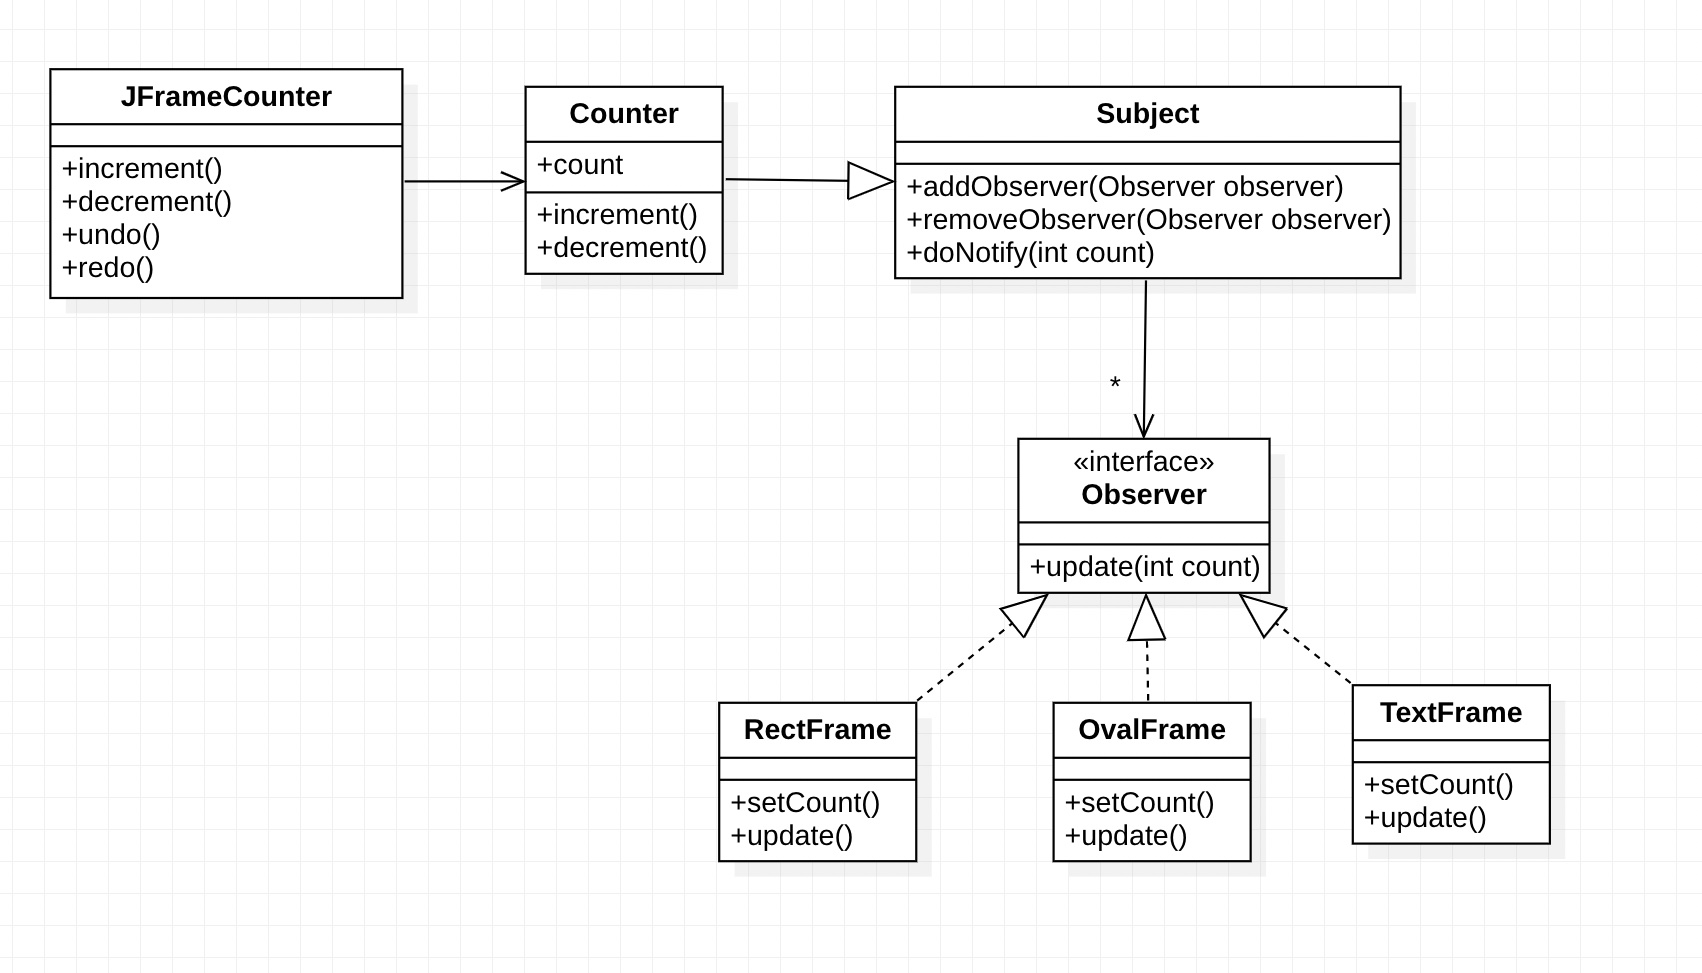 JFrameCounter
+increment()
+decrement()
+undo()
+redo()
Counter
+count
+increment()
+decrement()
Subject
+addObserver(Observer observer)
+removeObserver(Observer observer)
+doNotify(int count)
*
«interface»
Observer
+update(int count)
RectFrame
+setCount()
+update()
OvalFrame
+setCount()
+update()
TextFrame
+setCount()
+update()